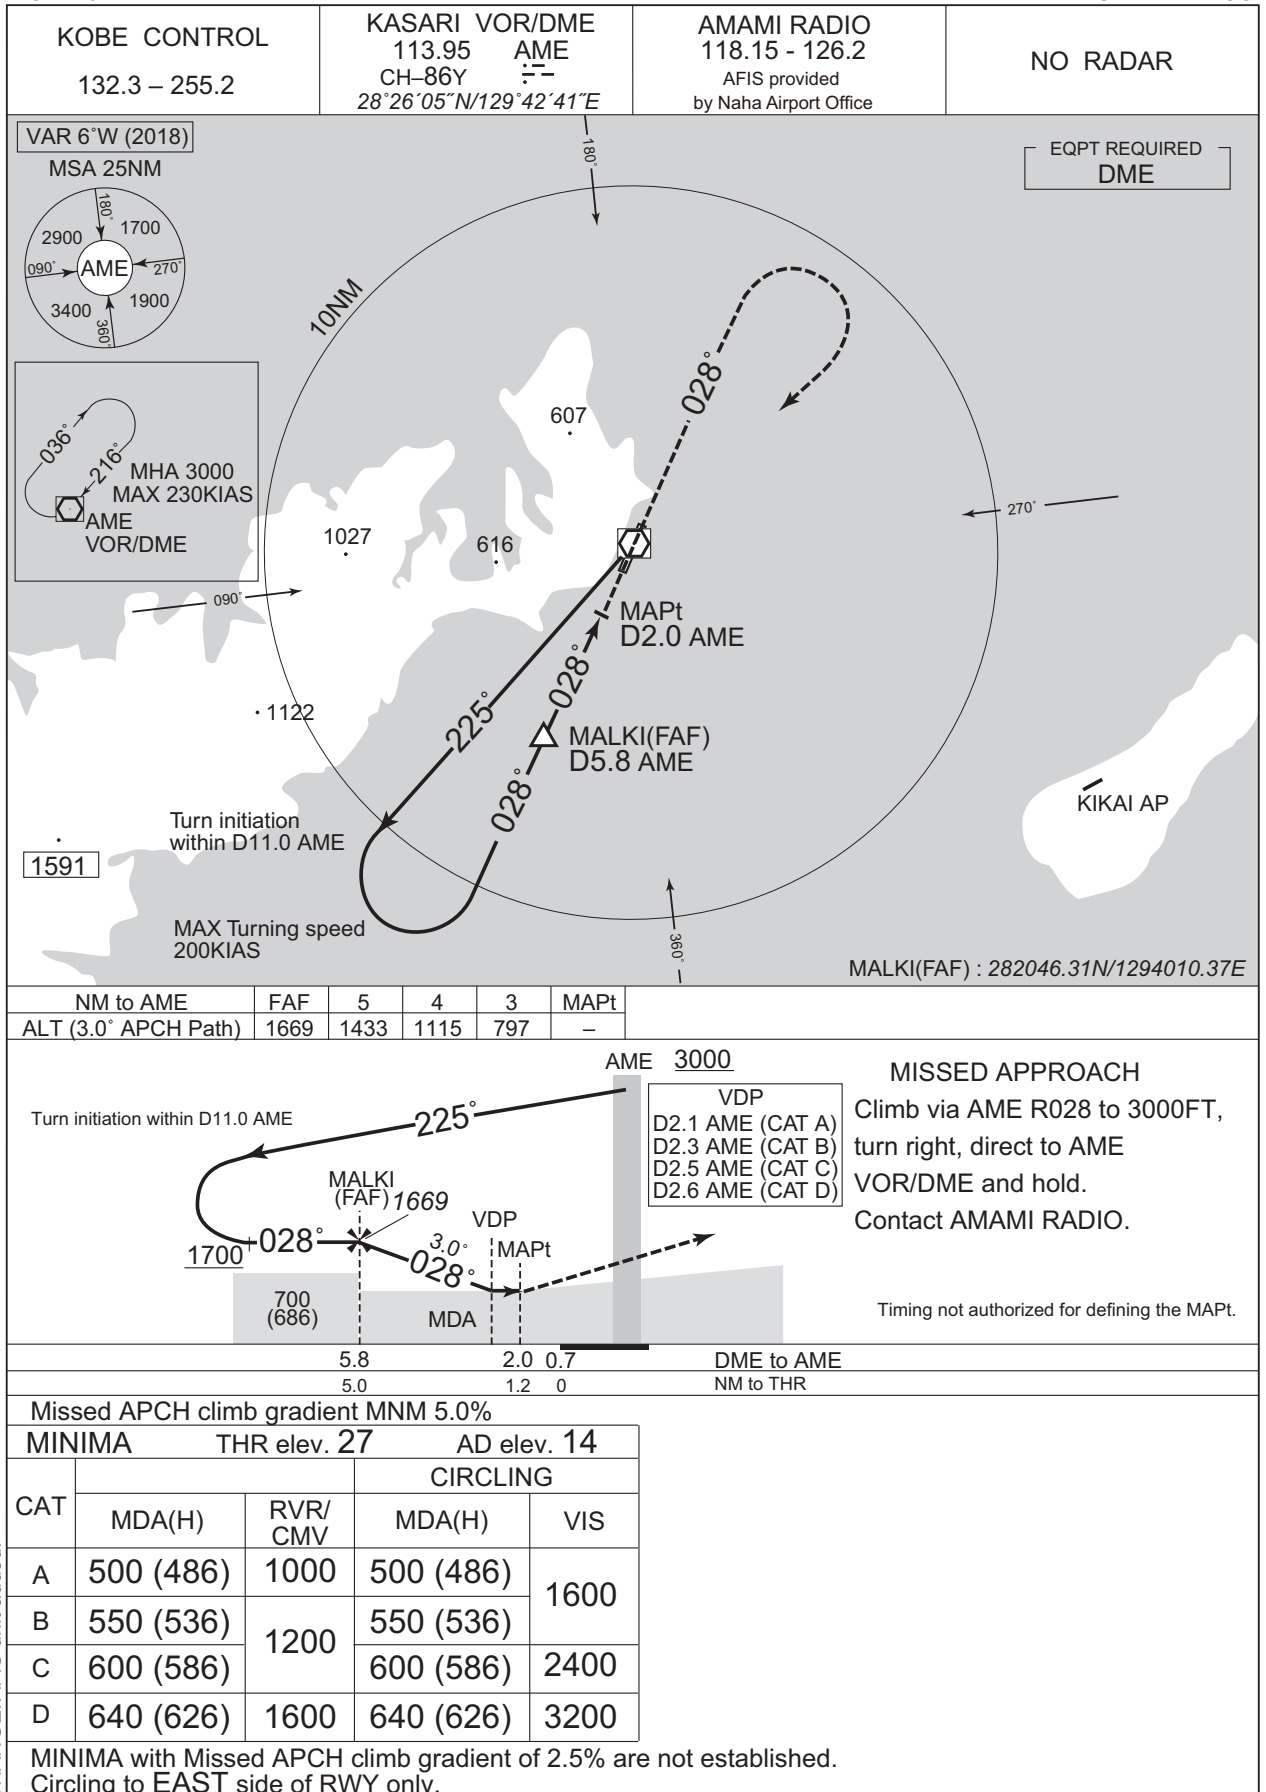 KOBE CONTROL
132.3 – 255.2
KASARI VOR/DME
113.95 AME
CH–86Y
28°26´05˝N/129°42´41˝E
AMAMI RADIO
118.15 - 126.2
AFIS provided
by Naha Airport Office
NO RADAR
VAR 6°W (2018)
MSA 25NM
180°
2900
1700
090°
AME
270°
3400
1900
360°
EQPT REQUIRED
DME
180°
10NM
028°
607
036°
216°
MHA 3000
MAX 230KIAS
AME
VOR/DME
270°
1027
616
090°
MAPt
D2.0 AME
028°
1122
225°
MALKI(FAF)
D5.8 AME
028°
KIKAI AP
Turn initiation
within D11.0 AME
1591
MAX Turning speed
200KIAS
360°
MALKI(FAF) : 282046.31N/1294010.37E
NM to AME FAF 5 4 3 MAPt
ALT (3.0° APCH Path) 1669 1433 1115 797 –
AME 3000
Turn initiation within D11.0 AME
225°
VDP
D2.1 AME (CAT A)
D2.3 AME (CAT B)
D2.5 AME (CAT C)
D2.6 AME (CAT D)
MISSED APPROACH
Climb via AME R028 to 3000FT,
turn right, direct to AME
VOR/DME and hold.
Contact AMAMI RADIO.
MALKI
(FAF) 1669
VDP
1700
028°
3.0°
028°
MAPt
700
(686)
MDA
Timing not authorized for defining the MAPt.
5.8 2.0 0.7 DME to AME
5.0 1.2 0 NM to THR
Missed APCH climb gradient MNM 5.0%
MINIMA THR elev. 27 AD elev. 14
CAT
CIRCLING
MDA(H) RVR/ MDA(H) VIS
CMV
A 500 (486) 1000 500 (486) 1600
B 550 (536) 1200 550 (536)
C 600 (586) 600 (586) 2400
D 640 (626) 1600 640 (626) 3200
MINIMA with Missed APCH climb gradient of 2.5% are not established.
Circling to EAST side of RWY only.